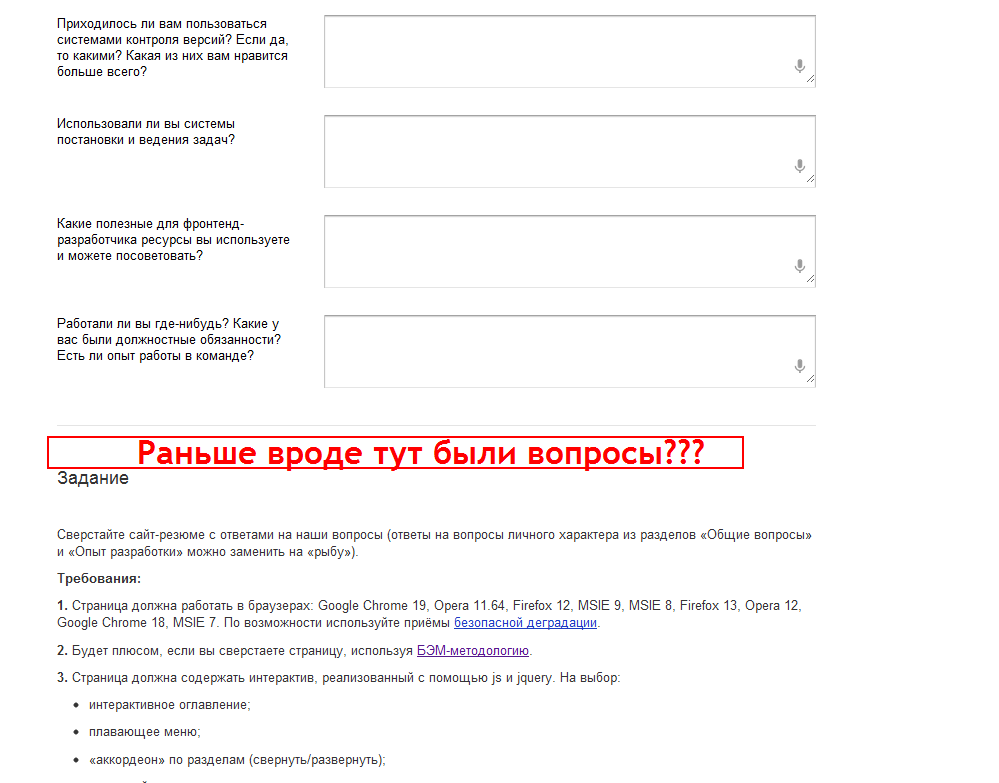 Приходилось ли вам пользоваться
системами контроля версий? Если да,
то какими? Какая из них вам нравится
больше всего?
Использовали ли вы системы
постановки и ведения задач?
Какие полезные для фронтенд-
разработчика ресурсы вы используете
и можете посоветовать?
Работали ли вы где-нибудь? Какие у
вас были должностные обязанности?
Есть ли опыт работы в команде?
Раньше вроде тут были вопросы???
Задание
Сверстайте сайт-резюме с ответами на наши вопросы (ответы на вопросы личного характера из разделов «Общие вопросы»
и «Опыт разработки» можно заменить на «рыбу»).
Требования:
1. Страница должна работать в браузерах: Google Chrome 19, Opera 11.64, Firefox 12, MSIE 9, MSIE 8, Firefox 13, Opera 12,
Google Chrome 18, MSIE 7. По возможности используйте приёмы безопасной деградации.
2. Будет плюсом, если вы сверстаете страницу, используя БЭМ-методологию.
3. Страница должна содержать интерактив, реализованный с помощью js и jquery. На выбор:
• интерактивное оглавление;
• плавающее меню;
• «аккордеон» по разделам (свернуть/развернуть);